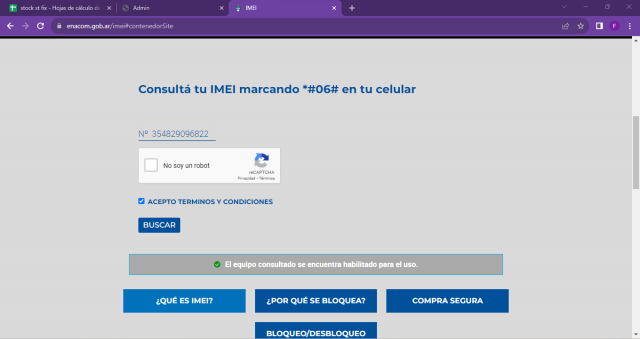 stock st fix - Hojas de cálculo de
Admin
IMEI
enacom.gob.ar/imei#contenedorSite
F
Consultá tu IMEI marcando *#06# en tu celular
Nº 354829096822
No soy un robot
reCAPTCHA
Privacidad - Términos
ACEPTO TERMINOS Y CONDICIONES
BUSCAR
El equipo consultado se encuentra habilitado para el uso.
¿QUÉ ES IMEI? ¿POR QUÉ SE BLOQUEA? COMPRA SEGURA
BLOQUEO/DESBLOQUEO